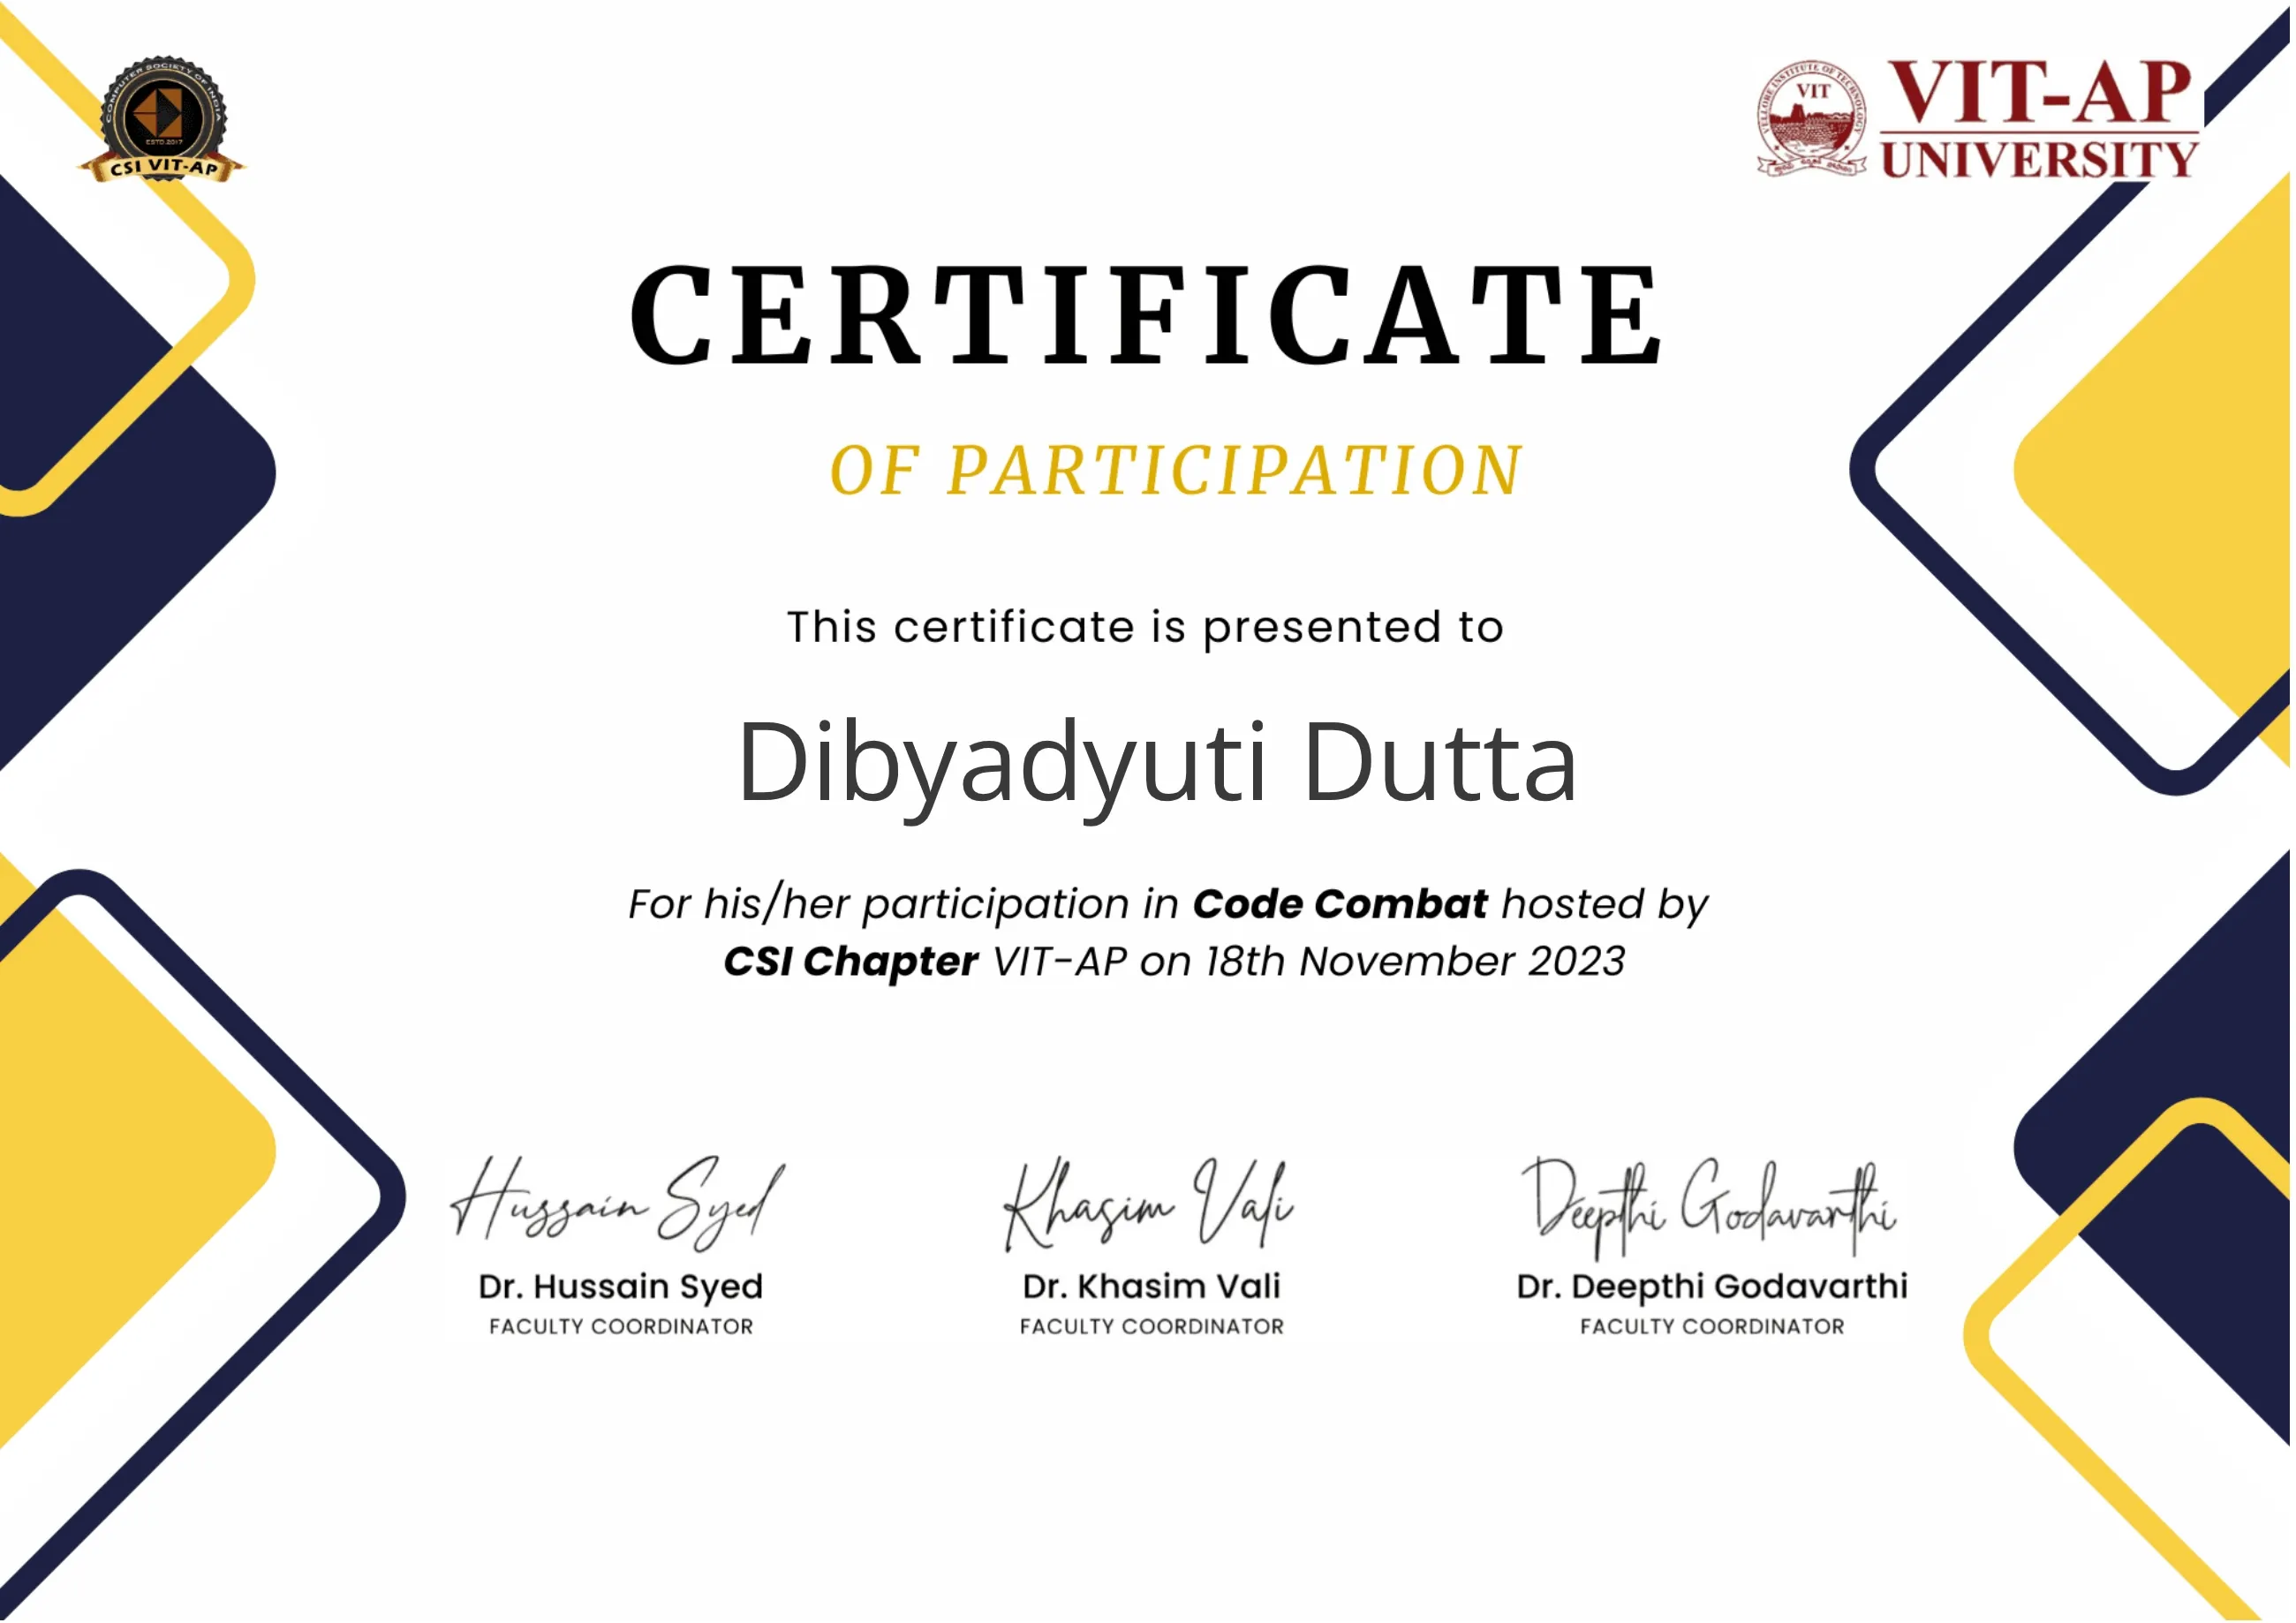 COMPUTER SOCIETY OF INDIA
ESTD.2017
CSI VIT-AP
VELLORE INSTITUTE OF TECHNOLOGY
VIT
VIT-AP
UNIVERSITY
CERTIFICATE
OF PARTICIPATION
This certificate is presented to
Dibyadyuti Dutta
For his/her participation in Code Combat hosted by
CSI Chapter VIT-AP on 18th November 2023
Hussain Syed
Khasim Vali
Deepthi Godavarthi
Dr. Hussain Syed
Dr. Khasim Vali
Dr. Deepthi Godavarthi
FACULTY COORDINATOR
FACULTY COORDINATOR
FACULTY COORDINATOR